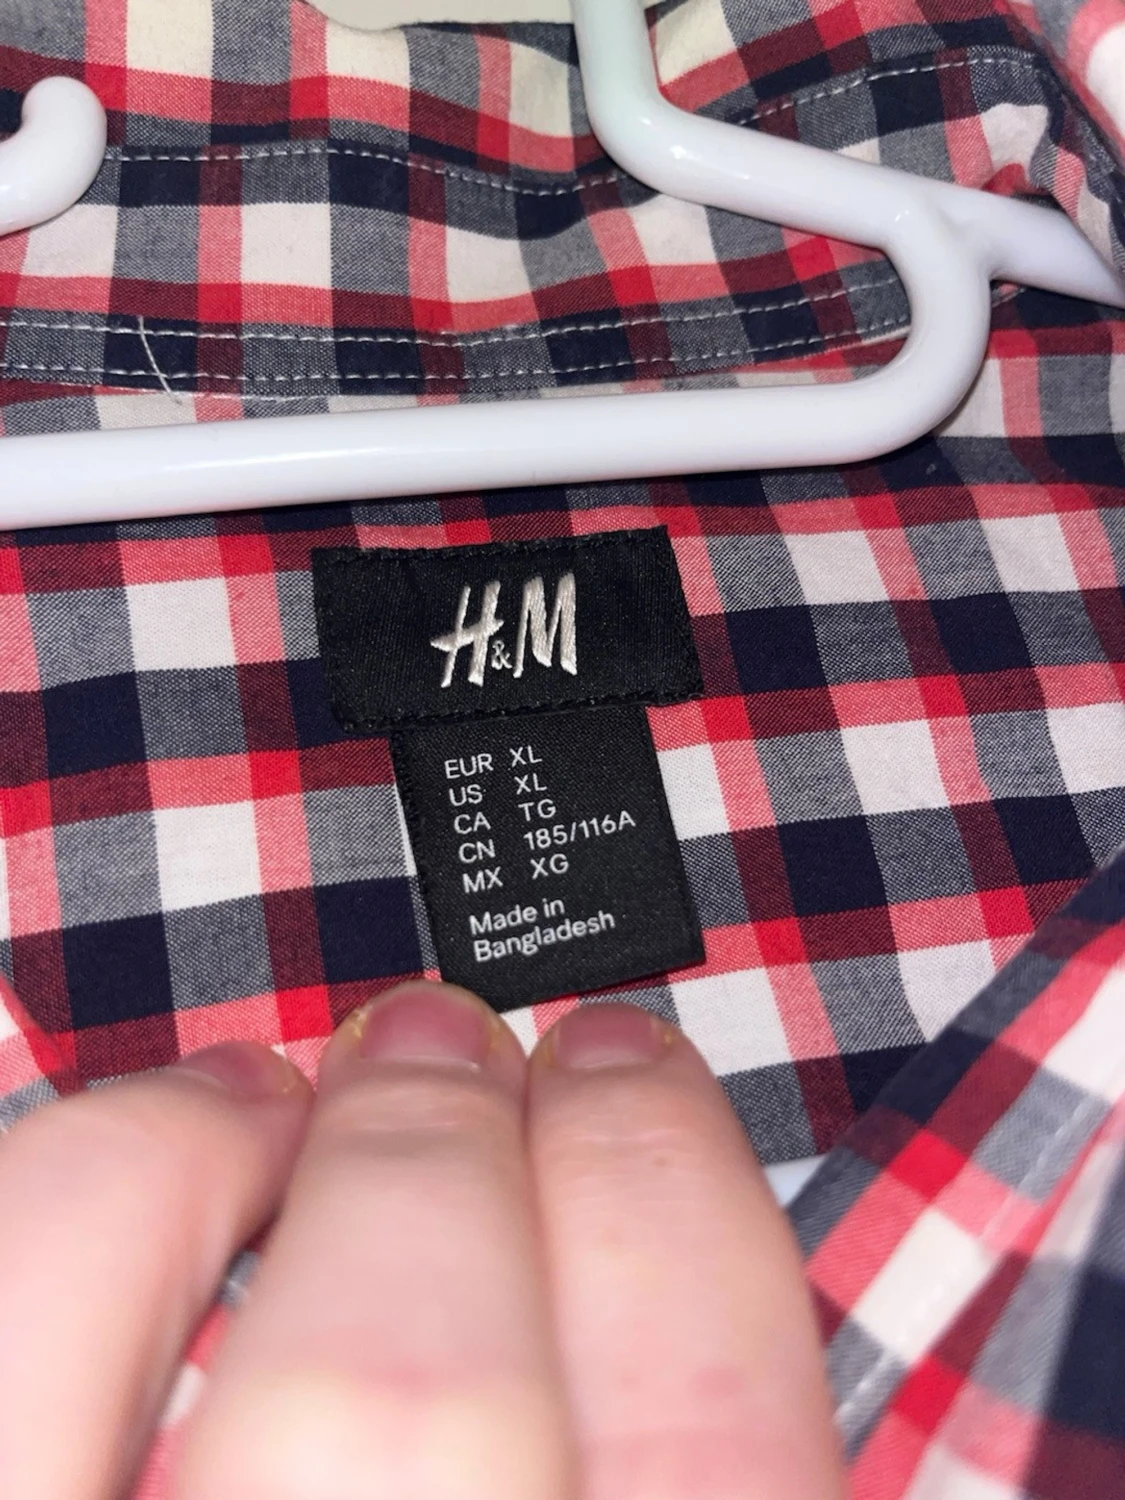 H&M
EUR XL
US XL
CA TG
CN 185/116A
MX XG
Made in
Bangladesh